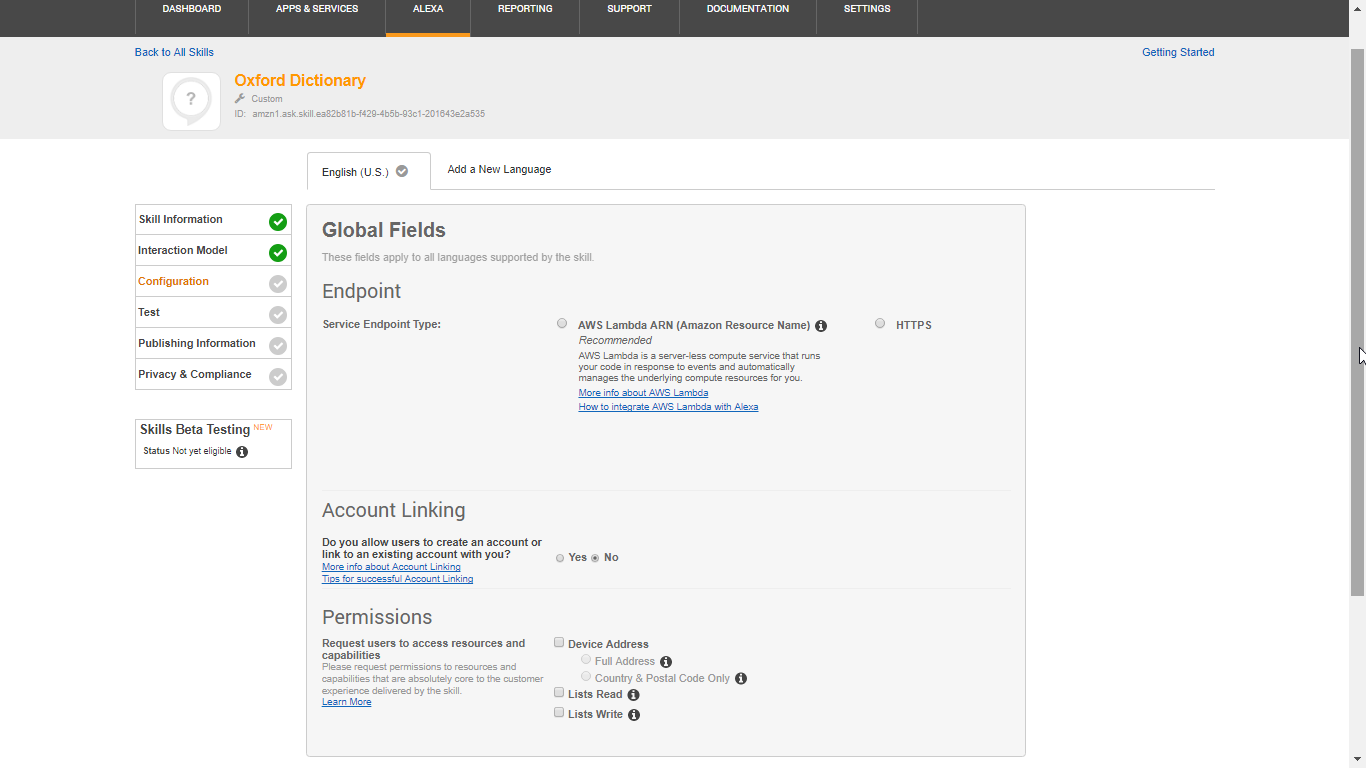 DASHBOARD APPS & SERVICES ALEXA REPORTING SUPPORT DOCUMENTATION SETTINGS
Back to All Skills Getting Started
?
Oxford Dictionary
Custom
ID: amzn1.ask.skill.ea82b81b-f429-4b5b-93c1-201643e2a535
English (U.S.) Add a New Language
Skill Information
Interaction Model
Configuration
Test
Publishing Information
Privacy & Compliance
Skills Beta Testing NEW
Status Not yet eligible
Global Fields
These fields apply to all languages supported by the skill.
Endpoint
Service Endpoint Type:
AWS Lambda ARN (Amazon Resource Name)
Recommended
AWS Lambda is a server-less compute service that runs
your code in response to events and automatically
manages the underlying compute resources for you.
More info about AWS Lambda
How to integrate AWS Lambda with Alexa
HTTPS
Account Linking
Do you allow users to create an account or
link to an existing account with you?
More info about Account Linking
Tips for successful Account Linking
Yes No
Permissions
Request users to access resources and
capabilities
Please request permissions to resources and
capabilities that are absolutely core to the customer
experience delivered by the skill.
Learn More
Device Address
Full Address
Country & Postal Code Only
Lists Read
Lists Write